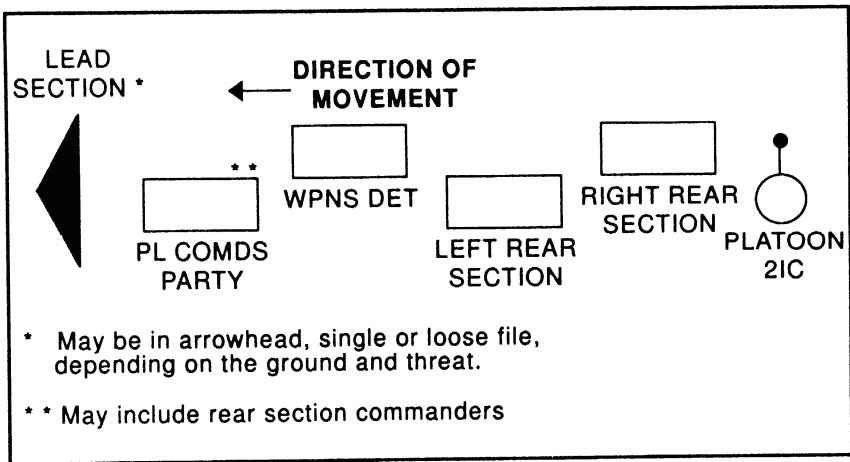 LEAD
SECTION *
DIRECTION OF
MOVEMENT
* *
WPNS DET
PL COMDS
PARTY
LEFT REAR
SECTION
RIGHT REAR
SECTION
PLATOON
2IC
* May be in arrowhead, single or loose file,
depending on the ground and threat.
* * May include rear section commanders